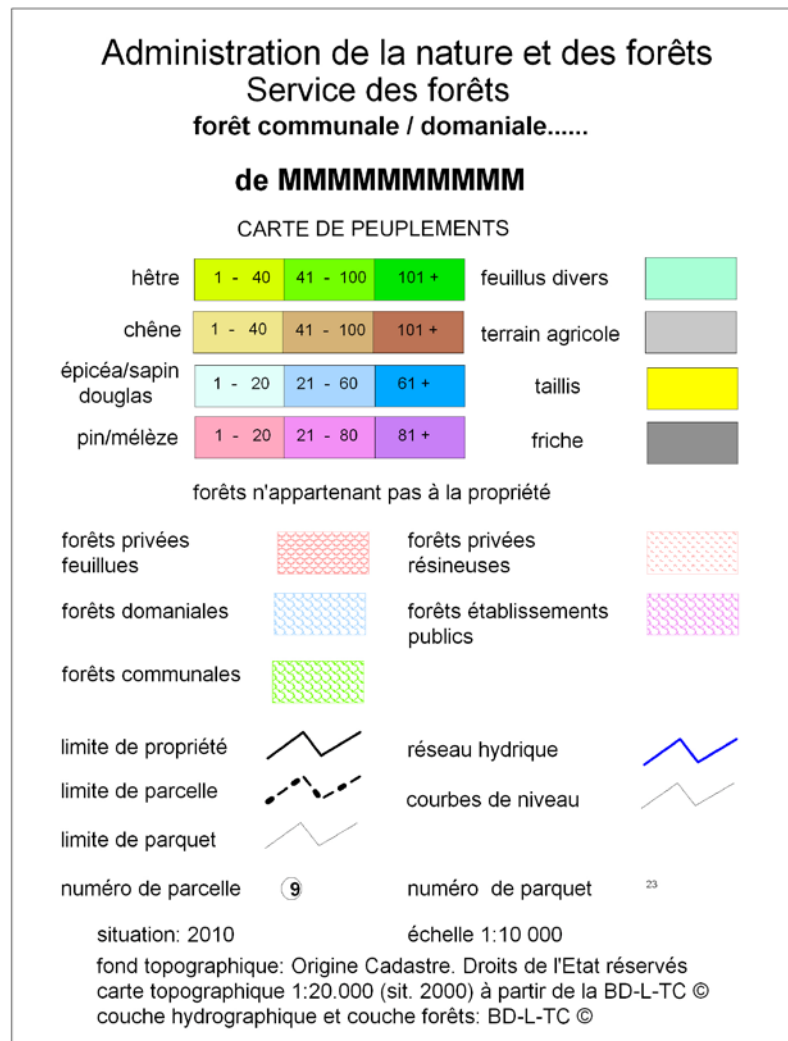 Administration de la nature et des forêts
Service des forêts
forêt communale / domaniale......
de MMMMMMMMMM
CARTE DE PEUPLEMENTS
hêtre 1 - 40 41 - 100 101 + feuillus divers
chêne 1 - 40 41 - 100 101 + terrain agricole
épicéa/sapin
douglas 1 - 20 21 - 60 61 + taillis
pin/mélèze 1 - 20 21 - 80 81 + friche
forêts n'appartenant pas à la propriété
forêts privées
feuillues
forêts privées
résineuses
forêts domaniales
forêts établissements
publics
forêts communales
limite de propriété réseau hydrique
limite de parcelle courbes de niveau
limite de parquet
numéro de parcelle 9 numéro de parquet 23
situation: 2010 échelle 1:10 000
fond topographique: Origine Cadastre. Droits de l'Etat réservés
carte topographique 1:20.000 (sit. 2000) à partir de la BD-L-TC ©
couche hydrographique et couche forêts: BD-L-TC ©